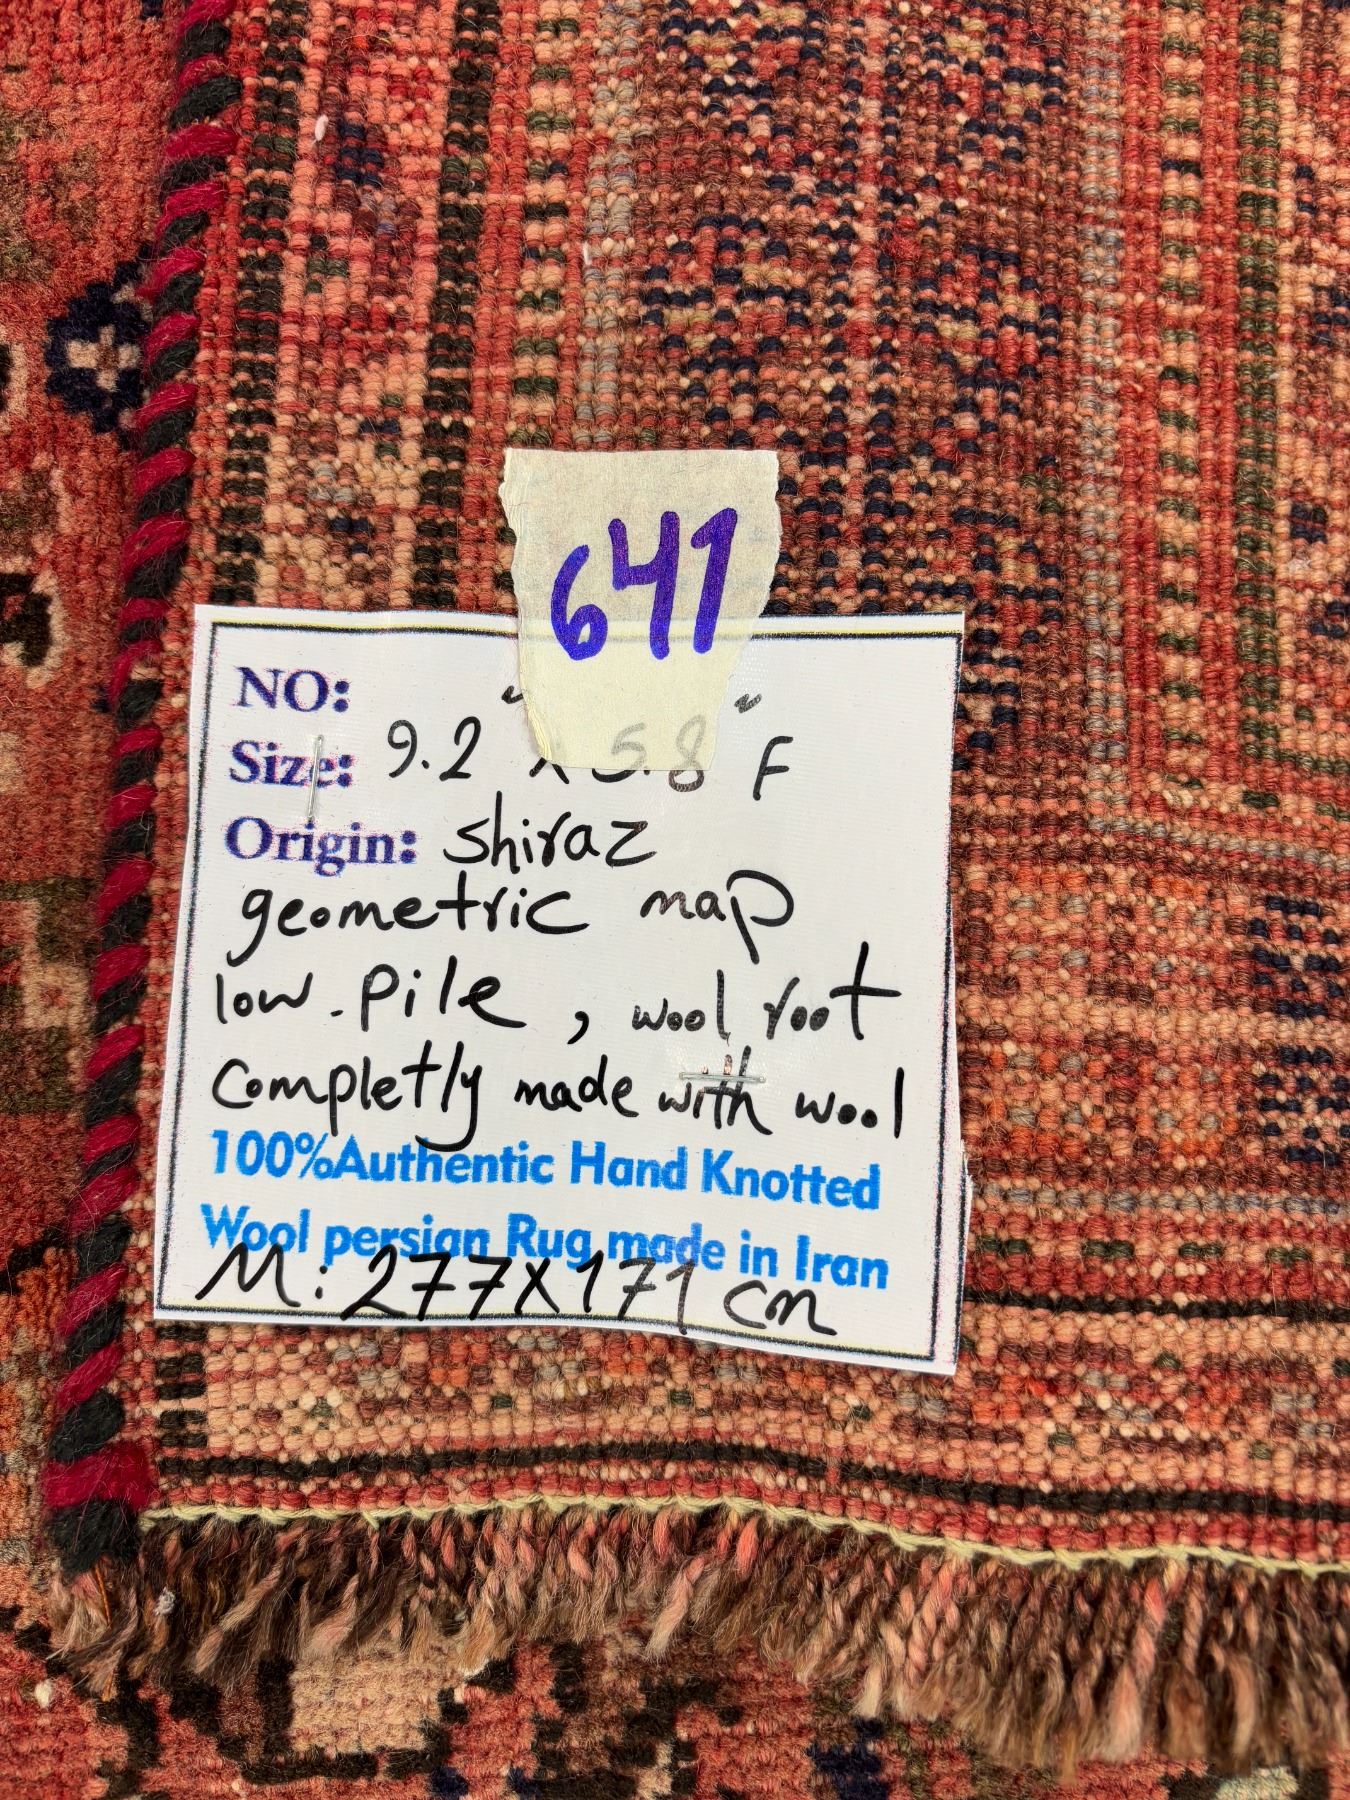 641
NO:
Size: 9.2" x 5.8" F
Origin: Shiraz
geometric map
low-pile, wool root
Completly made with wool
100%Authentic Hand Knotted
Wool persian Rug made in Iran
M: 277X171 cm